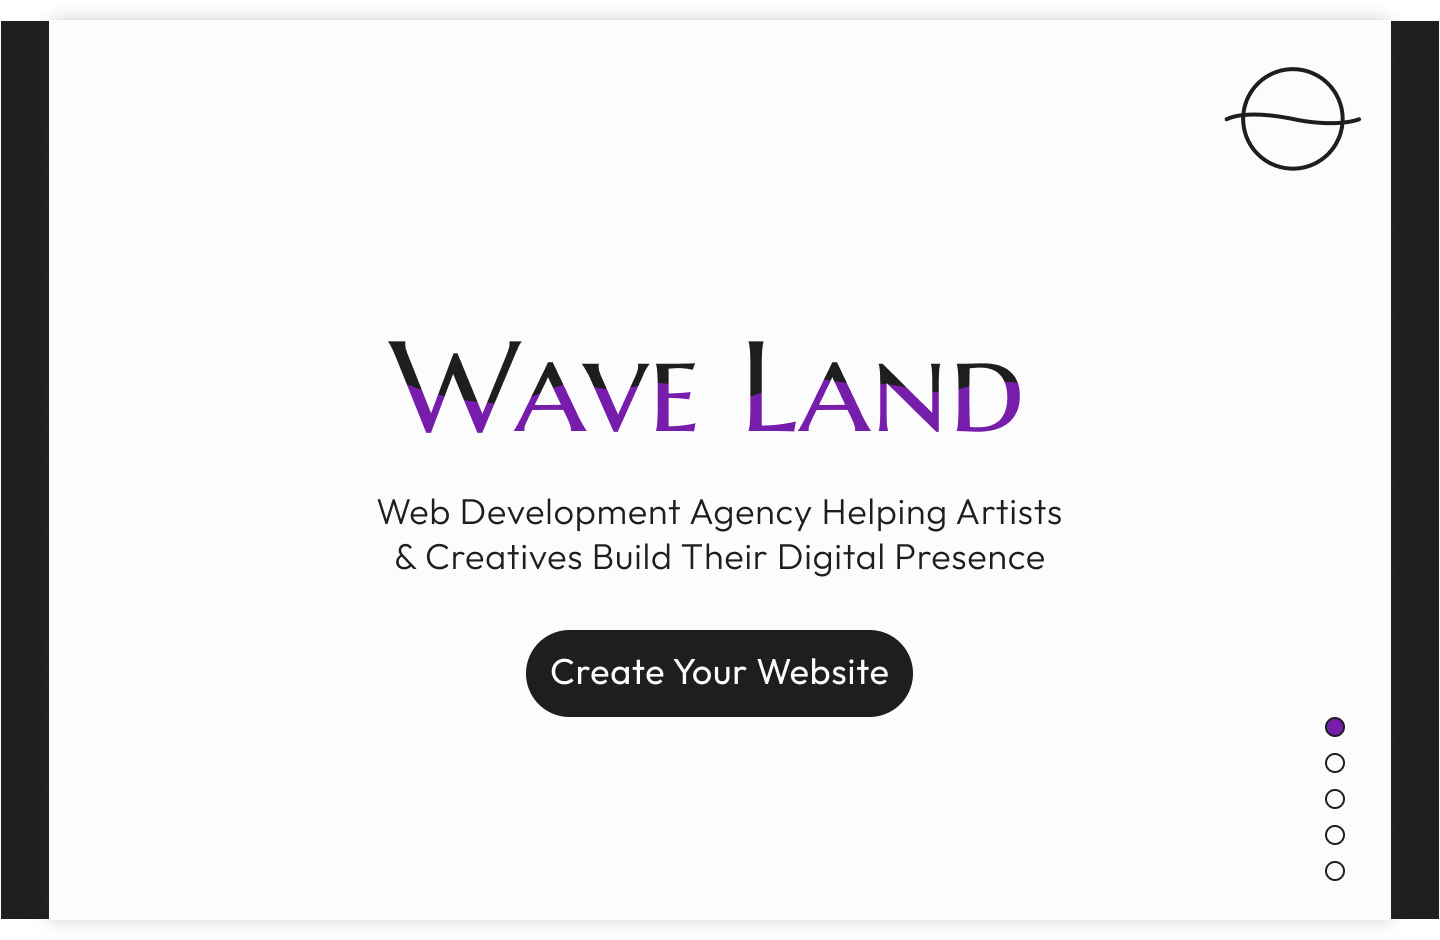 Wave Land
Web Development Agency Helping Artists
& Creatives Build Their Digital Presence
Create Your Website